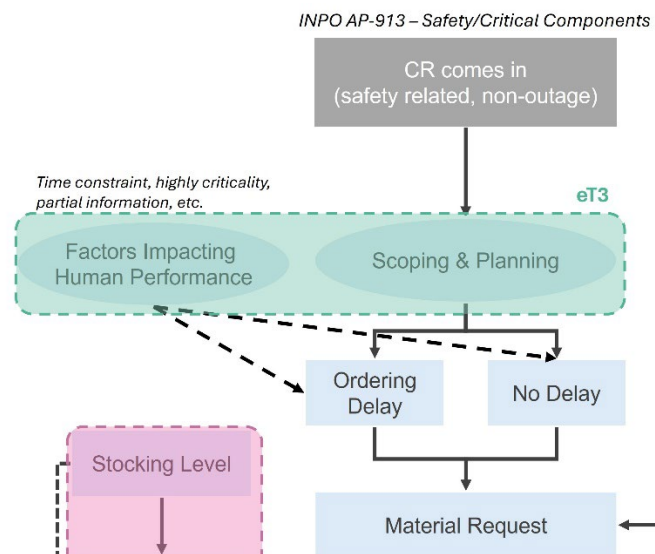 INPO AP-913 – Safety/Critical Components
CR comes in
(safety related, non-outage)
Time constraint, highly criticality,
partial information, etc.
eT3
Factors Impacting
Human Performance
Scoping & Planning
Ordering
Delay
No Delay
Stocking Level
Material Request